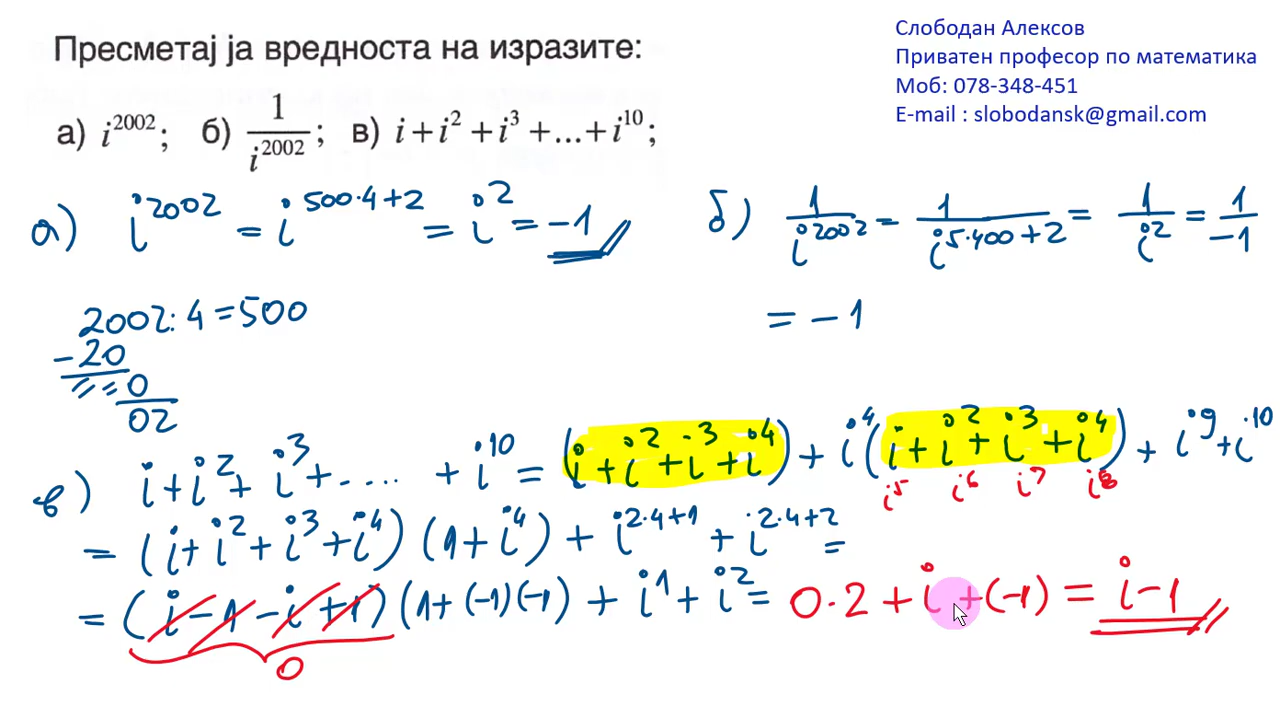 Слободан Алексов
Приватен професор по математика
Моб: 078-348-451
E-mail : slobodansk@gmail.com
Пресметај ја вредноста на изразите:
а) i^2002; б) 1/i^2002; в) i+i^2+i^3+...+i^10;
а) i^2002 = i^(500·4+2) = i^2 = -1
б) 1/i^2002 = 1/i^(5·400+2) = 1/i^2 = 1/-1
= -1
2002:4=500
-20
==0
02
в) i+i^2+i^3+....+i^10 = (i+i^2+i^3+i^4)+i^4(i+i^2+i^3+i^4)+i^9+i^10
i^5 i^6 i^7 i^8
= (i+i^2+i^3+i^4)(1+i^4)+i^(2·4+1)+i^(2·4+2) =
= (i-1-i+1)(1+(-1)(-1))+i^1+i^2= 0·2+i+(-1)=i-1
0